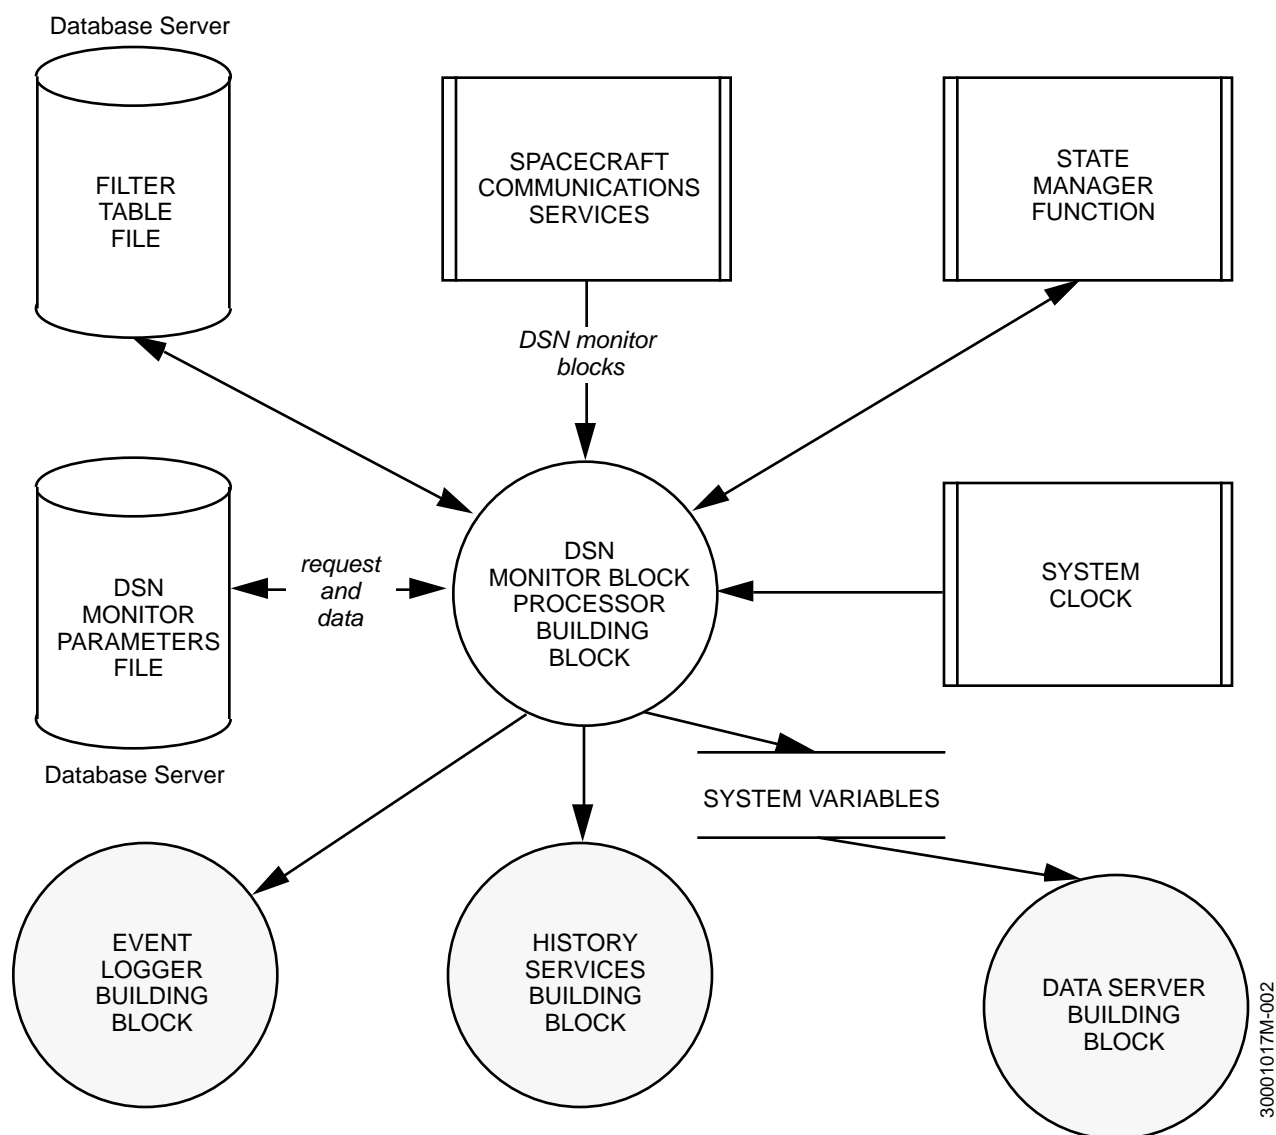 Database Server
FILTER
TABLE
FILE
SPACECRAFT
COMMUNICATIONS
SERVICES
STATE
MANAGER
FUNCTION
DSN monitor
blocks
DSN
MONITOR
PARAMETERS
FILE
Database Server
request
and
data
DSN
MONITOR BLOCK
PROCESSOR
BUILDING
BLOCK
SYSTEM
CLOCK
SYSTEM VARIABLES
EVENT
LOGGER
BUILDING
BLOCK
HISTORY
SERVICES
BUILDING
BLOCK
DATA SERVER
BUILDING
BLOCK
30001017M-002